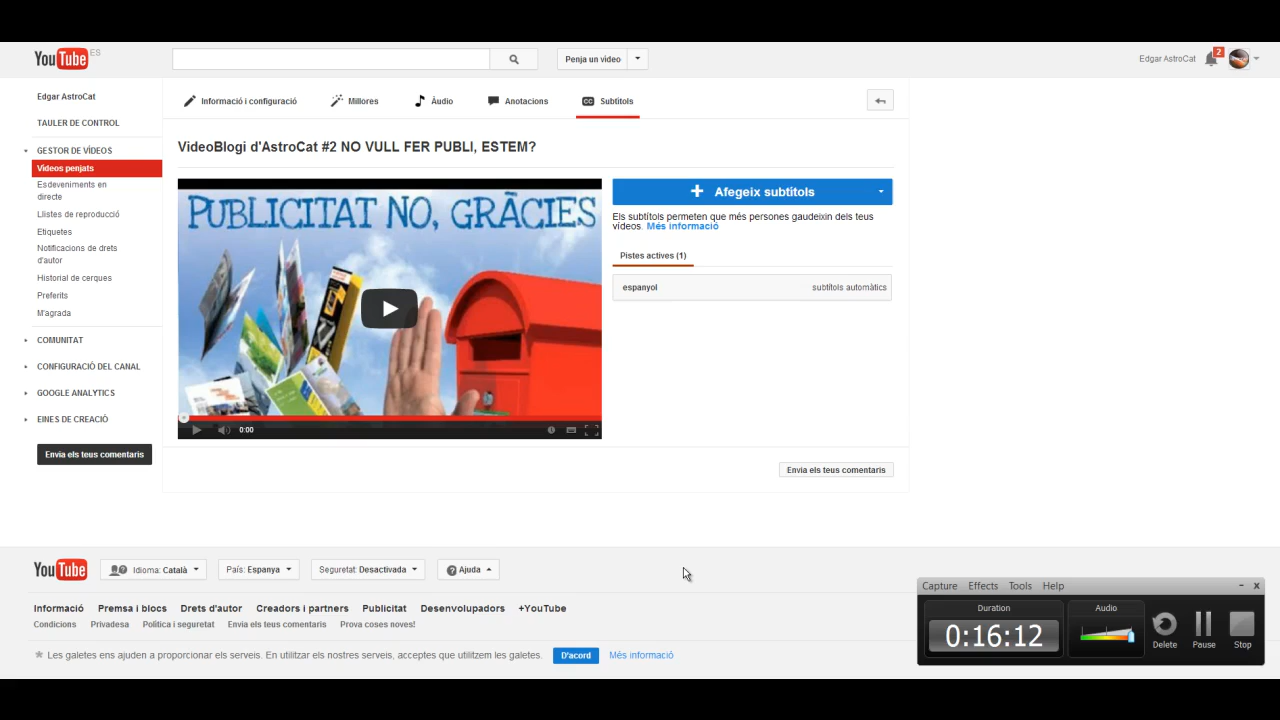 YouTube ES
Penja un vídeo
Edgar AstroCat
2
Edgar AstroCat
TAULER DE CONTROL
GESTOR DE VÍDEOS
Vídeos penjats
Esdeveniments en
directe
Llistes de reproducció
Etiquetes
Notificacions de drets
d'autor
Historial de cerques
Preferits
M'agrada
COMUNITAT
CONFIGURACIÓ DEL CANAL
GOOGLE ANALYTICS
EINES DE CREACIÓ
Envia els teus comentaris
Informació i configuració
Millores
Àudio
Anotacions
CC Subtítols
VideoBlogi d'AstroCat #2 NO VULL FER PUBLI, ESTEM?
PUBLICITAT NO, GRÀCIES
0:00
+ Afegeix subtítols
Els subtítols permeten que més persones gaudeixin dels teus
vídeos. Més informació
Pistes actives (1)
espanyol subtítols automàtics
Envia els teus comentaris
YouTube
Idioma: Català
País: Espanya
Seguretat: Desactivada
Ajuda
Informació Premsa i blocs Drets d'autor Creadors i partners Publicitat Desenvolupadors +YouTube
Condicions Privadesa Política i seguretat Envia els teus comentaris Prova coses noves!
* Les galetes ens ajuden a proporcionar els serveis. En utilitzar els nostres serveis, acceptes que utilitzem les galetes. D'acord Més informació
Capture Effects Tools Help
Duration
0:16:12
Audio
Delete
Pause
Stop